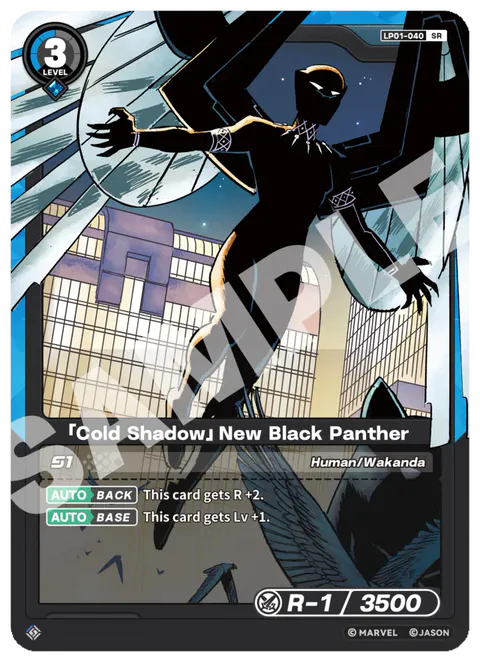 3
LEVEL
LP01-040 SR
SAMPLE
「Cold Shadow」New Black Panther
S1
Human/Wakanda
AUTO BACK This card gets R +2.
AUTO BASE This card gets Lv +1.
R-1 / 3500
©MARVEL ©JASON